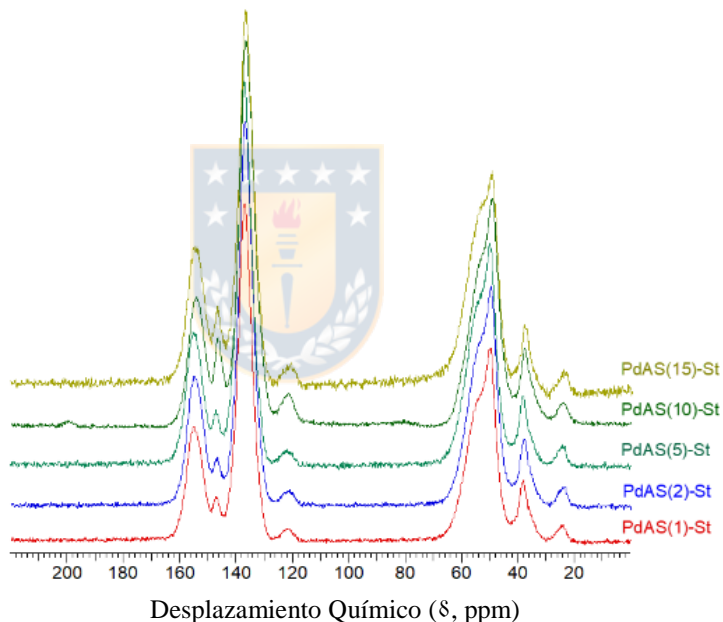 PdAS(15)-St
PdAS(10)-St
PdAS(5)-St
PdAS(2)-St
PdAS(1)-St
200 180 160 140 120 100 80 60 40 20
Desplazamiento Químico (δ, ppm)